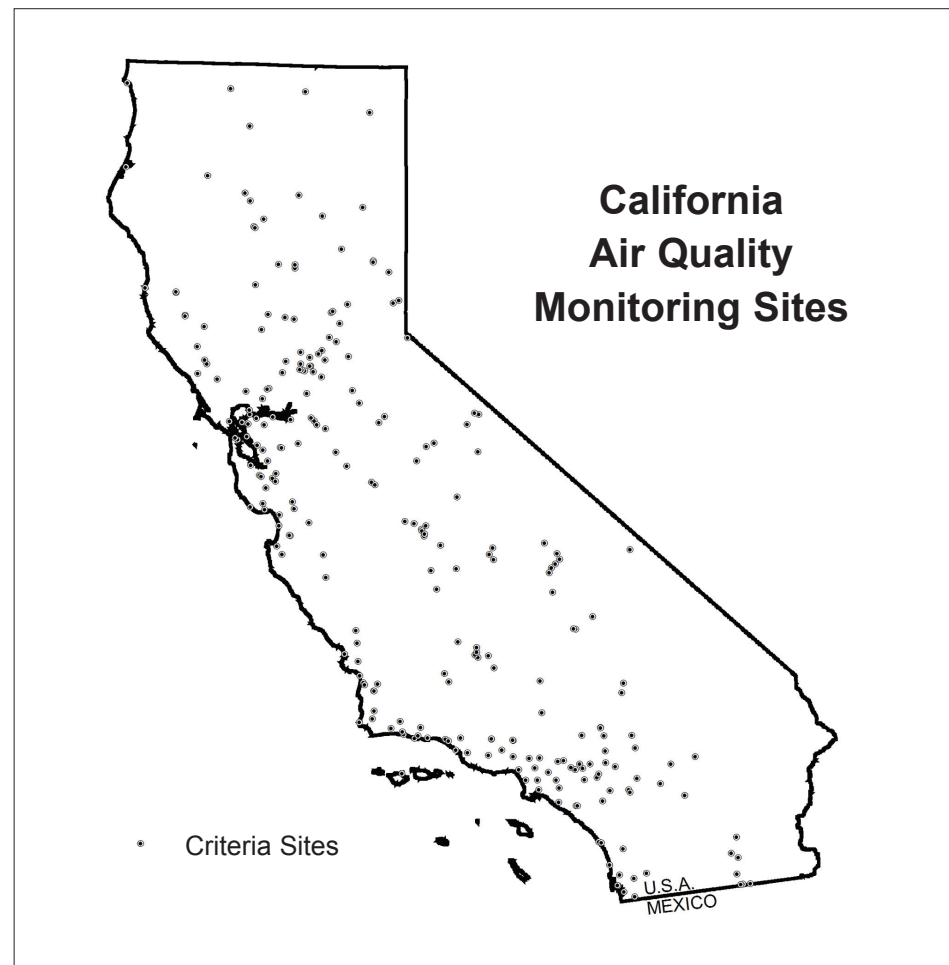 California
Air Quality
Monitoring Sites
Criteria Sites
U.S.A.
MEXICO